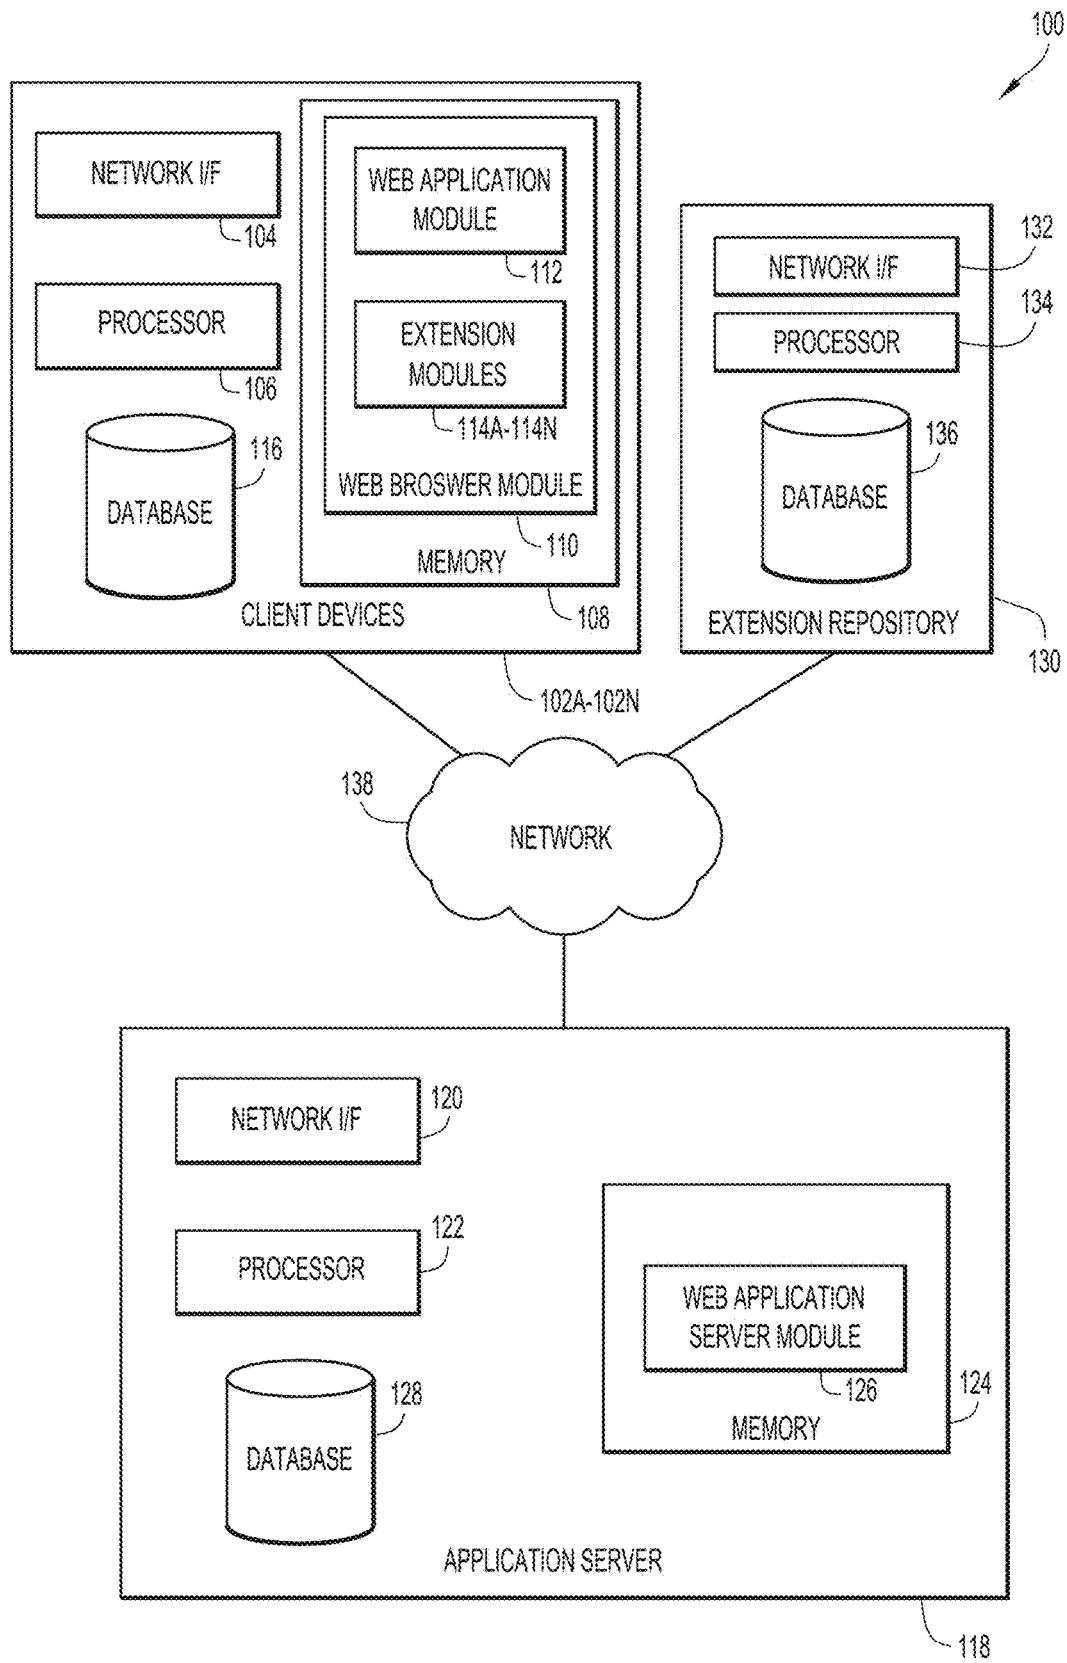 100
NETWORK I/F
104
PROCESSOR
106
116
DATABASE
WEB APPLICATION
MODULE
112
EXTENSION
MODULES
114A-114N
WEB BROSWER MODULE
110
MEMORY
108
CLIENT DEVICES
102A-102N
132
NETWORK I/F
134
PROCESSOR
136
DATABASE
EXTENSION REPOSITORY
130
138
NETWORK
120
NETWORK I/F
122
PROCESSOR
128
DATABASE
WEB APPLICATION
SERVER MODULE
126
124
MEMORY
APPLICATION SERVER
118